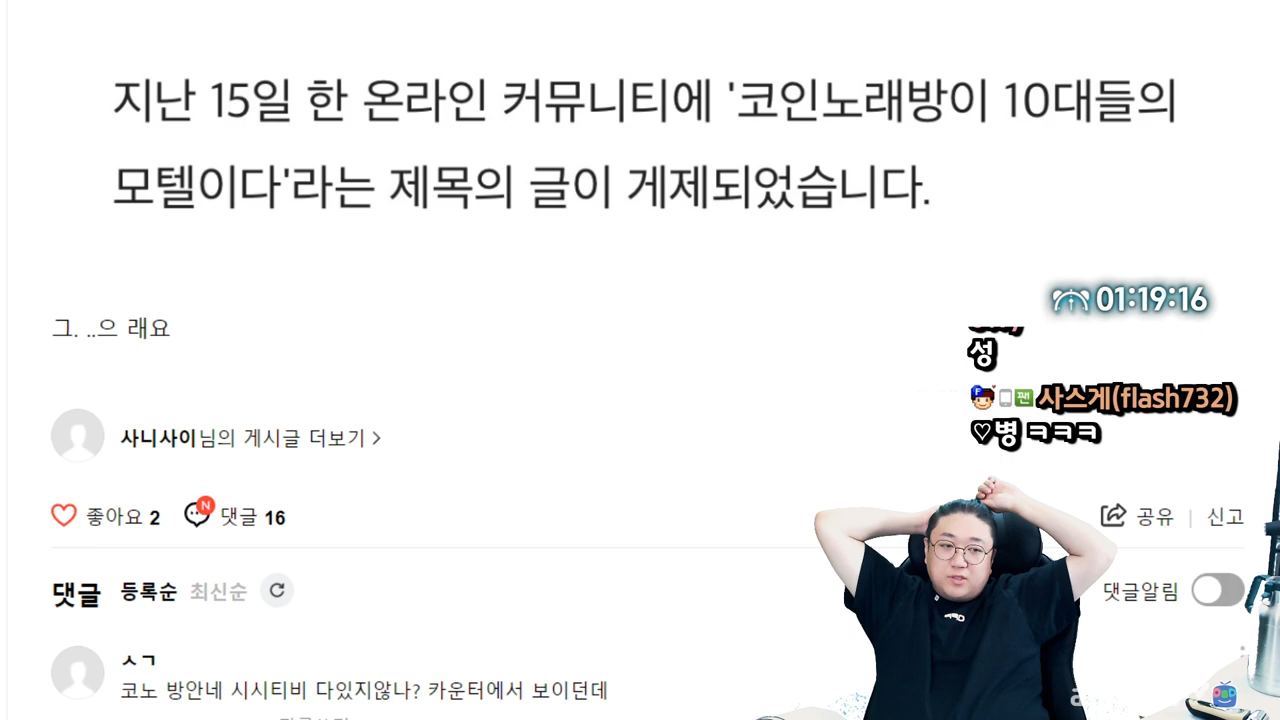 지난 15일 한 온라인 커뮤니티에 '코인노래방이 10대들의
모텔이다'라는 제목의 글이 게제되었습니다.
01:19:16
그. ..으 래요
성
사스게(flash732)
♡병 ㅋㅋㅋ
사니사이님의 게시글 더보기 >
좋아요 2 N 댓글 16
공유 | 신고
댓글 등록순 최신순
댓글알림
ㅅㄱ
코노 방안네 시시티비 다있지않나? 카운터에서 보이던데